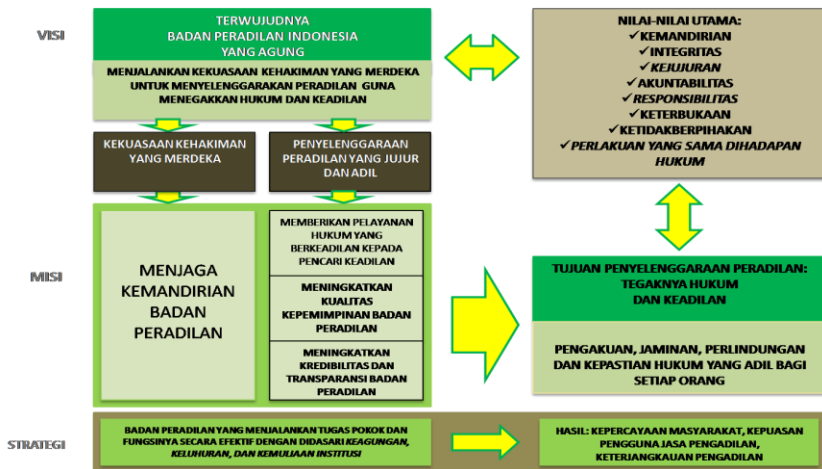 VISI
TERWUJUDNYA
BADAN PERADILAN INDONESIA
YANG AGUNG
MENJALANKAN KEKUASAAN KEHAKIMAN YANG MERDEKA
UNTUK MENYELENGGARAKAN PERADILAN GUNA
MENEGAKKAN HUKUM DAN KEADILAN
NILAI-NILAI UTAMA:
✓KEMANDIRIAN
✓INTEGRITAS
✓KEJUJURAN
✓AKUNTABILITAS
✓RESPONSIBILITAS
✓KETERBUKAAN
✓KETIDAKBERPIHAKAN
✓PERLAKUAN YANG SAMA DIHADAPAN
HUKUM
KEKUASAAN KEHAKIMAN
YANG MERDEKA
PENYELENGGARAAN
PERADILAN YANG JUJUR
DAN ADIL
MISI
MENJAGA
KEMANDIRIAN
BADAN
PERADILAN
MEMBERIKAN PELAYANAN
HUKUM YANG
BERKEADILAN KEPADA
PENCARI KEADILAN
MENINGKATKAN
KUALITAS
KEPEMIMPINAN BADAN
PERADILAN
MENINGKATKAN
KREDIBILITAS DAN
TRANSPARANSI BADAN
PERADILAN
TUJUAN PENYELENGGARAAN PERADILAN:
TEGAKNYA HUKUM
DAN KEADILAN
PENGAKUAN, JAMINAN, PERLINDUNGAN
DAN KEPASTIAN HUKUM YANG ADIL BAGI
SETIAP ORANG
STRATEGI
BADAN PERADILAN YANG MENJALANKAN TUGAS POKOK DAN
FUNGSINYA SECARA EFEKTIF DENGAN DIDASARI KEAGUNGAN,
KELUHURAN, DAN KEMULIAAN INSTITUSI
HASIL: KEPERCAYAAN MASYARAKAT, KEPUASAN
PENGGUNA JASA PENGADILAN,
KETERJANGKAUAN PENGADILAN